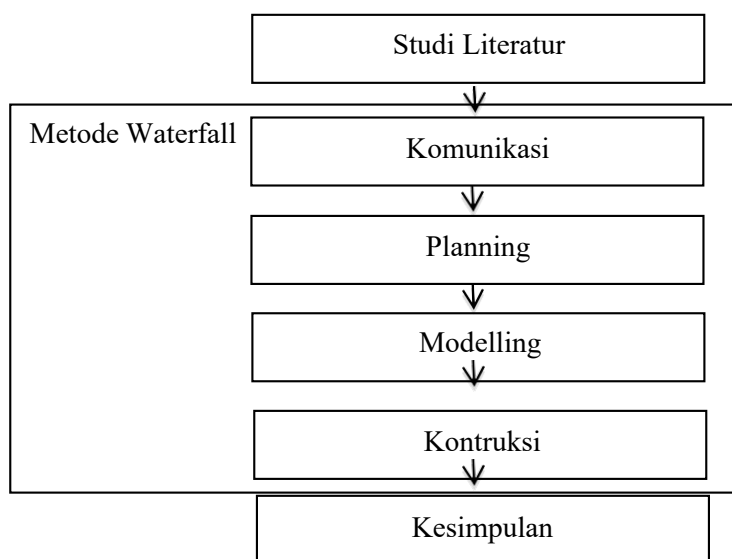 Studi Literatur
Metode Waterfall
Komunikasi
Planning
Modelling
Kontruksi
Kesimpulan